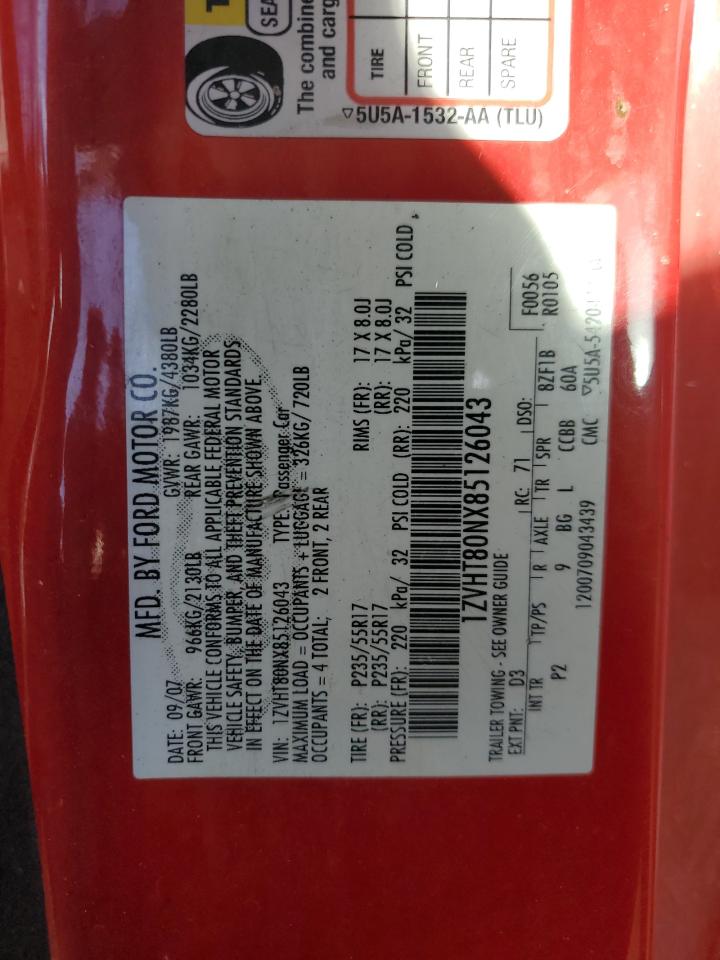 SEA
The combine
and carg
TIRE
FRONT
REAR
SPARE
▽5U5A-1532-AA (TLU)
MFD. BY FORD MOTOR CO.
DATE: 09/07 GVWR: 1987KG/4380LB
FRONT GAWR: 966KG/2130LB REAR GAWR: 1034KG/2280LB
THIS VEHICLE CONFORMS TO ALL APPLICABLE FEDERAL MOTOR
VEHICLE SAFETY, BUMPER, AND THEFT PREVENTION STANDARDS
IN EFFECT ON THE DATE OF MANUFACTURE SHOWN ABOVE.
VIN: 1ZVHT80NX85126043 TYPE: Passenger Car
MAXIMUM LOAD = OCCUPANTS + LUGGAGE = 326KG/720LB
OCCUPANTS = 4 TOTAL; 2 FRONT, 2 REAR
TIRE (FR): P235/55R17 RIMS (FR): 17 X 8.0J
(RR): P235/55R17 (RR): 17 X 8.0J
PRESSURE (FR): 220 kPa/ 32 PSI COLD (RR): 220 kPa/ 32 PSI COLD
1ZVHT80NX85126043
TRAILER TOWING - SEE OWNER GUIDE
EXT PNT: D3 RC: 71 DSO: F0056
R0105
INT TR TP/PS R AXLE TR SPR 8ZF1B
P2 9 BG L CCBB 60A
1200709043439 CMC ▽5U5A-5420